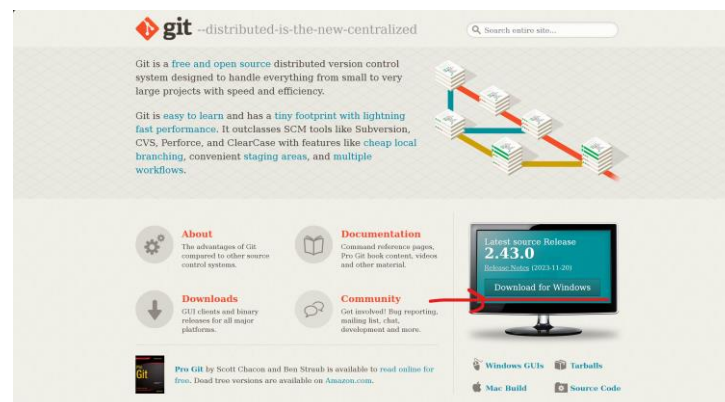 git --distributed-is-the-new-centralized
Search entire site...
Git is a free and open source distributed version control
system designed to handle everything from small to very
large projects with speed and efficiency.
Git is easy to learn and has a tiny footprint with lightning
fast performance. It outclasses SCM tools like Subversion,
CVS, Perforce, and ClearCase with features like cheap local
branching, convenient staging areas, and multiple
workflows.
About
The advantages of Git
compared to other source
control systems.
Documentation
Command reference pages,
Pro Git book content, videos
and other material.
Downloads
GUI clients and binary
releases for all major
platforms.
Community
Get involved! Bug reporting,
mailing list, chat,
development and more.
Latest source Release
2.43.0
Release Notes (2023-11-20)
Download for Windows
Windows GUIs
Tarballs
Mac Build
Source Code
Git
Pro Git by Scott Chacon and Ben Straub is available to read online for
free. Dead tree versions are available on Amazon.com.